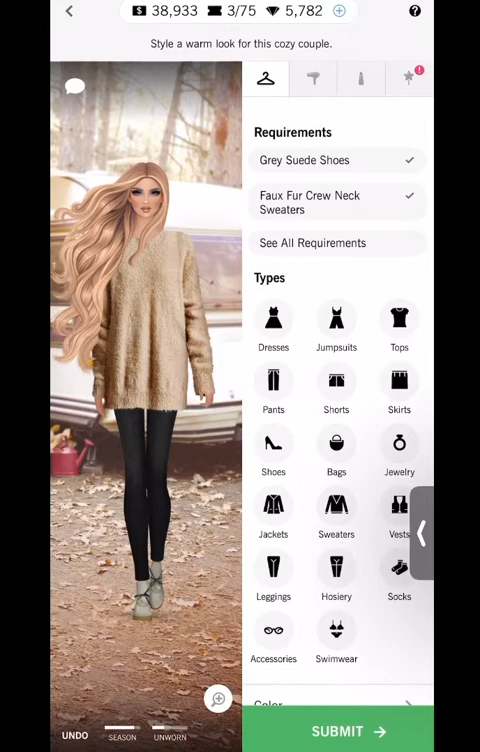 38,933 3/75 5,782
Style a warm look for this cozy couple.
Requirements
Grey Suede Shoes
Faux Fur Crew Neck
Sweaters
See All Requirements
Types
Dresses Jumpsuits Tops
Pants Shorts Skirts
Shoes Bags Jewelry
Jackets Sweaters Vests
Leggings Hosiery Socks
Accessories Swimwear
Color
UNDO SEASON UNWORN
SUBMIT